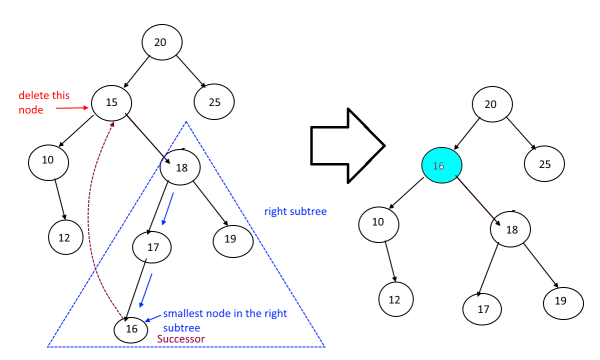 20
delete this
node
15
25
20
16
25
10
18
right subtree
10
18
12
17
19
12
17
19
16
smallest node in the right
subtree
Successor